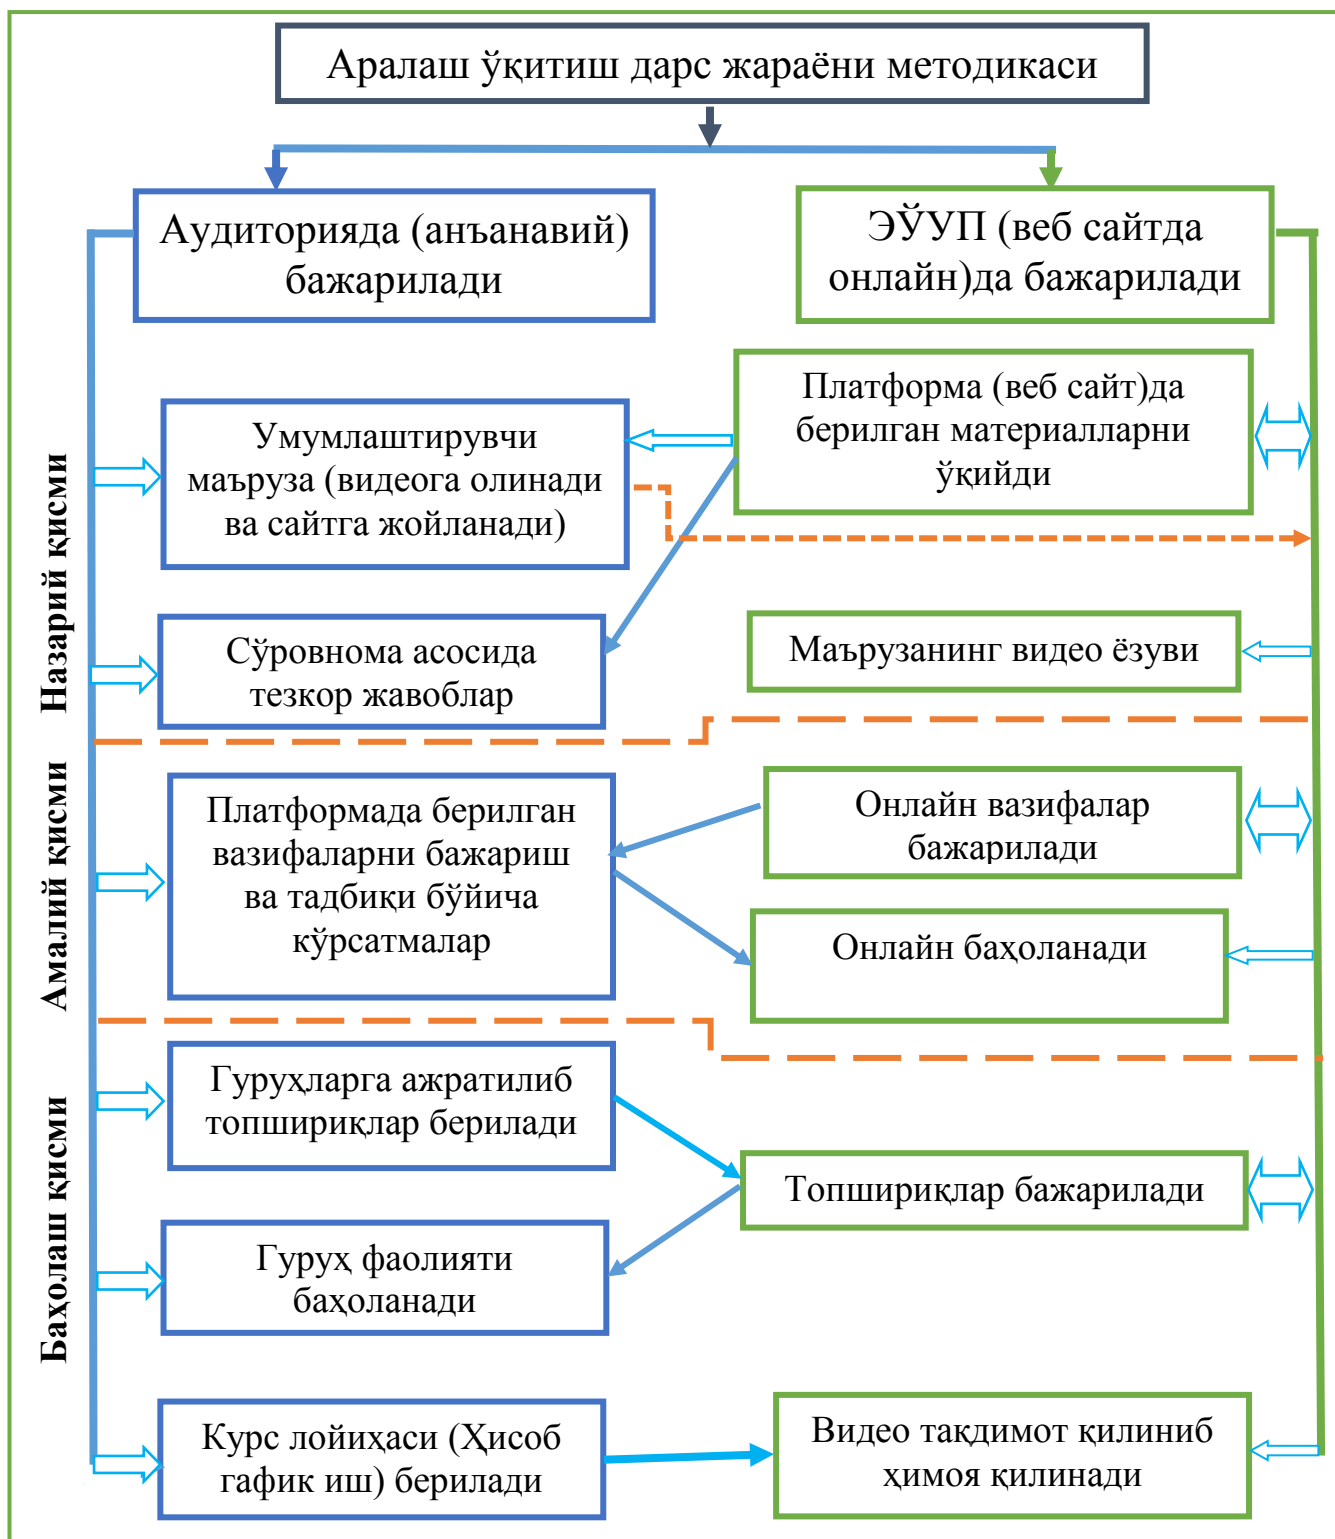 Аралаш ўқитиш дарс жараёни методикаси
Аудиторияда (анъанавий)
бажарилади
ЭЎУП (веб сайтда
онлайн)да бажарилади
Назарий қисми
Умумлаштирувчи
маъруза (видеога олинади
ва сайтга жойланади)
Платформа (веб сайт)да
берилган материалларни
ўқийди
Сўровнома асосида
тезкор жавоблар
Маърузанинг видео ёзуви
Амалий қисми
Платформада берилган
вазифаларни бажариш
ва тадбиқи бўйича
кўрсатмалар
Онлайн вазифалар
бажарилади
Онлайн баҳоланади
Баҳолаш қисми
Гуруҳларга ажратилиб
топшириқлар берилади
Топшириқлар бажарилади
Гуруҳ фаолияти
баҳоланади
Курс лойиҳаси (Ҳисоб
гафик иш) берилади
Видео тақдимот қилиниб
ҳимоя қилинади